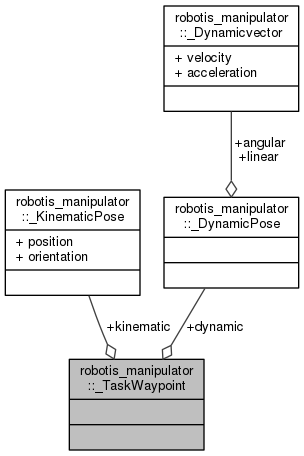 robotis_manipulator
::_Dynamicvector
+ velocity
+ acceleration
+angular
+linear
robotis_manipulator
::_KinematicPose
+ position
+ orientation
robotis_manipulator
::_DynamicPose
+kinematic
+dynamic
robotis_manipulator
::_TaskWaypoint